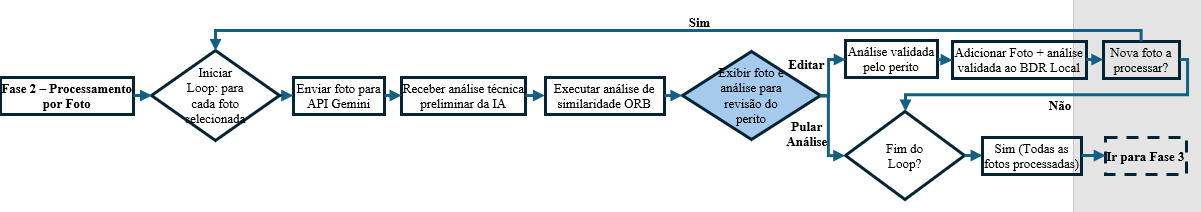 Sim
Fase 2 – Processamento
por Foto
Iniciar
Loop: para
cada foto
selecionada
Enviar foto para
API Gemini
Receber análise técnica
preliminar da IA
Executar análise de
similaridade ORB
Exibir foto e
análise para
revisão do
perito
Editar
Análise validada
pelo perito
Adicionar Foto + análise
validada ao BDR Local
Nova foto a
processar?
Não
Pular
Análise
Fim do
Loop?
Sim (Todas as
fotos processadas)
Ir para Fase 3